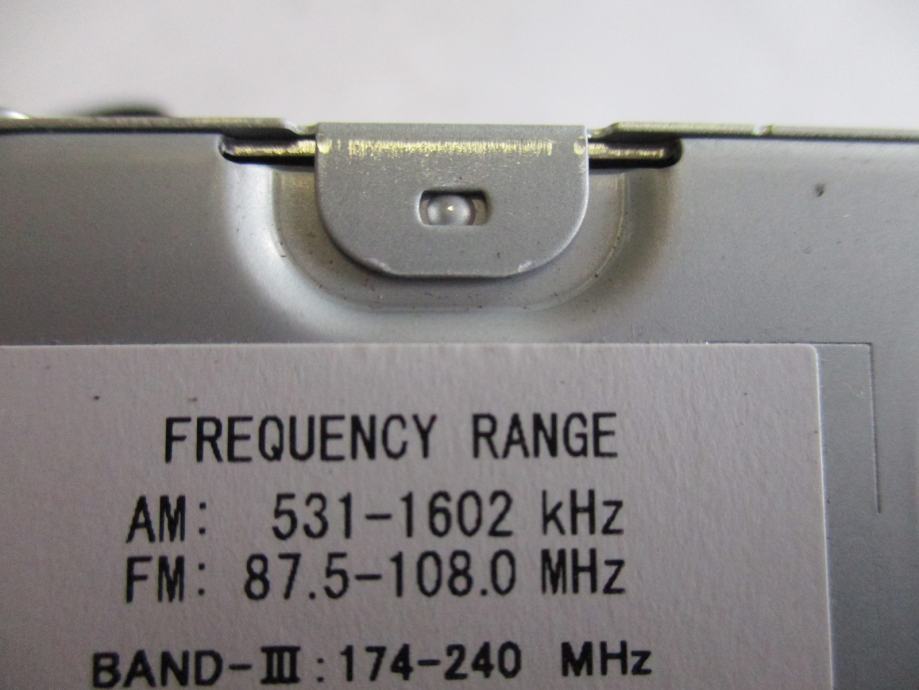 FREQUENCY RANGE
AM: 531-1602 kHz
FM: 87.5-108.0 MHz
BAND-III:174-240 MHz